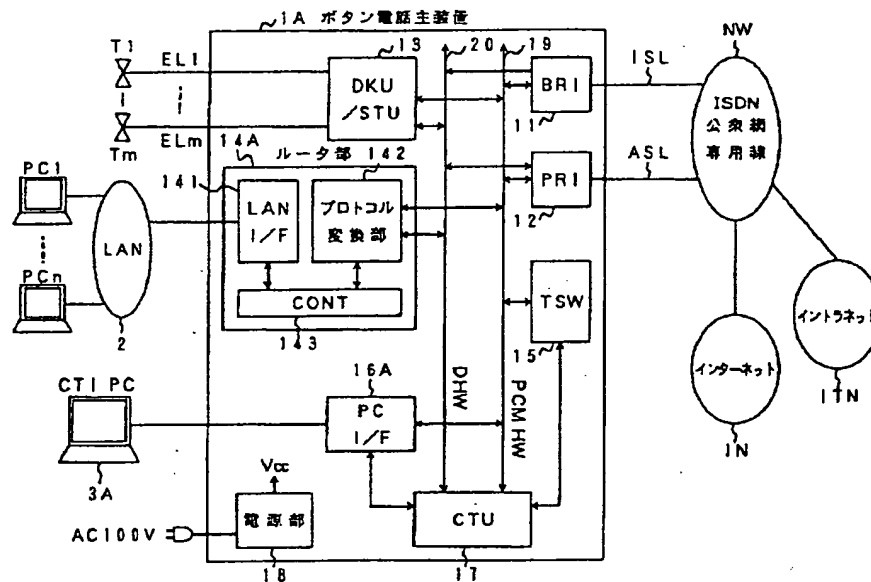 1A ボタン電話主装置
T1
EL1
13
20
19
NW
DKU
/STU
BRI
11
ISL
ISDN
公衆網
専用線
Tm
ELm
14A
ルータ部
142
ASL
PC1
141
LAN
I/F
プロトコル
変換部
PRI
12
LAN
PCn
CONT
143
TSW
15
2
イントラネット
インターネット
ITN
IN
CTI PC
16A
PC
I/F
DHW
PCM HW
3A
Vcc
AC100V
電源部
CTU
18
17